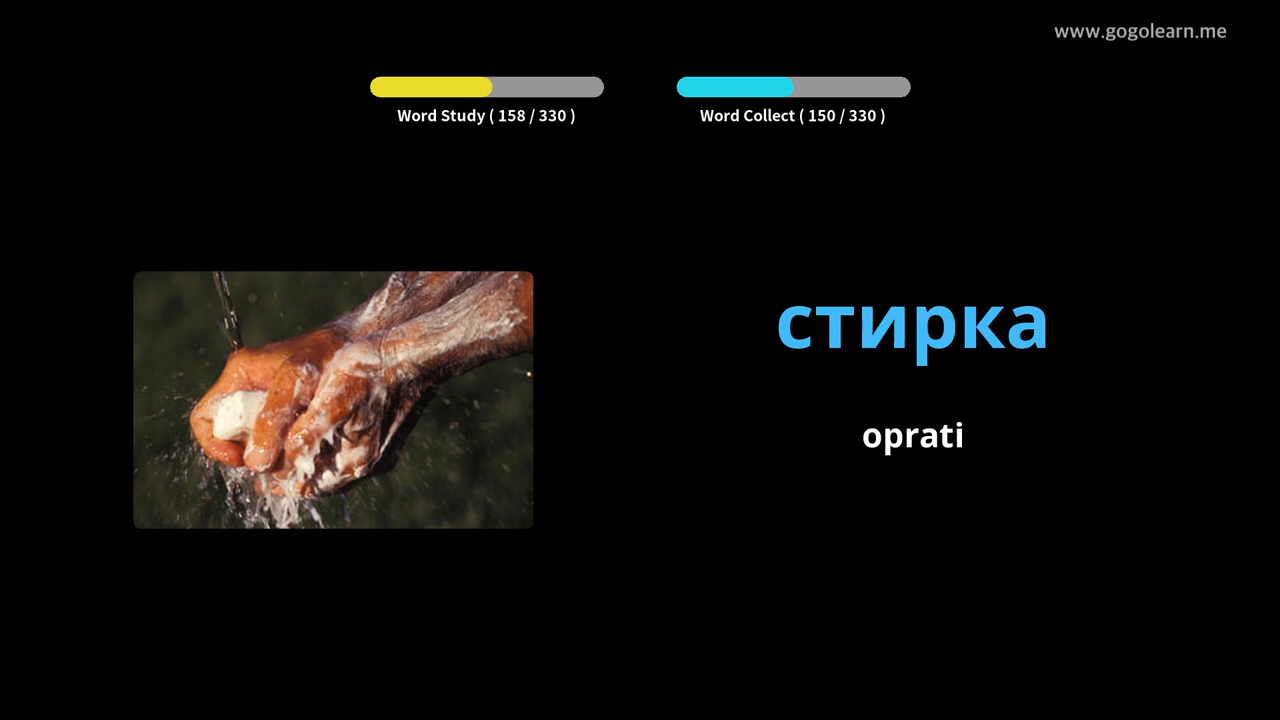 www.gogolearn.me
Word Study ( 158 / 330 )
Word Collect ( 150 / 330 )
стирка
oprati